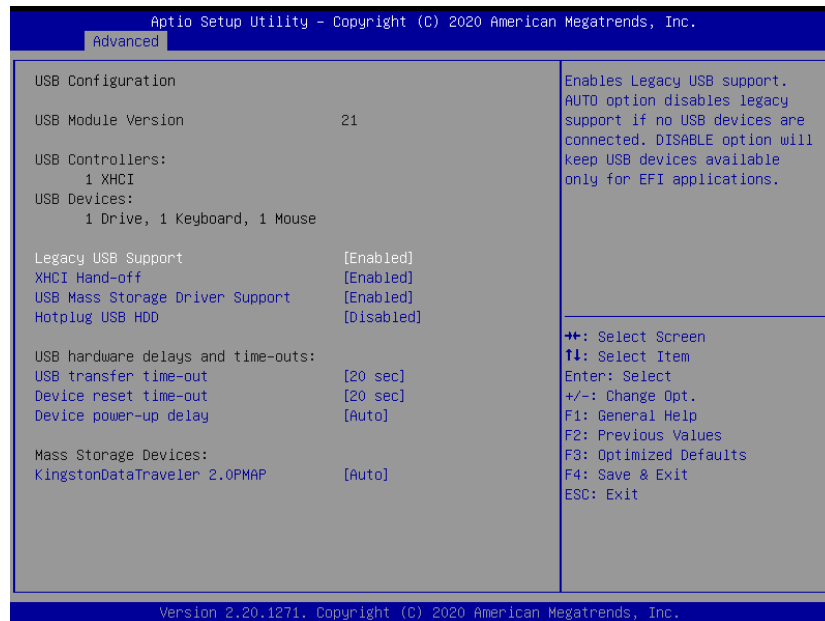 Aptio Setup Utility – Copyright (C) 2020 American Megatrends, Inc.
Advanced
USB Configuration
USB Module Version 21
USB Controllers:
1 XHCI
USB Devices:
1 Drive, 1 Keyboard, 1 Mouse
Legacy USB Support [Enabled]
XHCI Hand-off [Enabled]
USB Mass Storage Driver Support [Enabled]
Hotplug USB HDD [Disabled]
USB hardware delays and time-outs:
USB transfer time-out [20 sec]
Device reset time-out [20 sec]
Device power-up delay [Auto]
Mass Storage Devices:
KingstonDataTraveler 2.0PMAP [Auto]
Enables Legacy USB support.
AUTO option disables legacy
support if no USB devices are
connected. DISABLE option will
keep USB devices available
only for EFI applications.
→←: Select Screen
↑↓: Select Item
Enter: Select
+/-: Change Opt.
F1: General Help
F2: Previous Values
F3: Optimized Defaults
F4: Save & Exit
ESC: Exit
Version 2.20.1271. Copyright (C) 2020 American Megatrends, Inc.